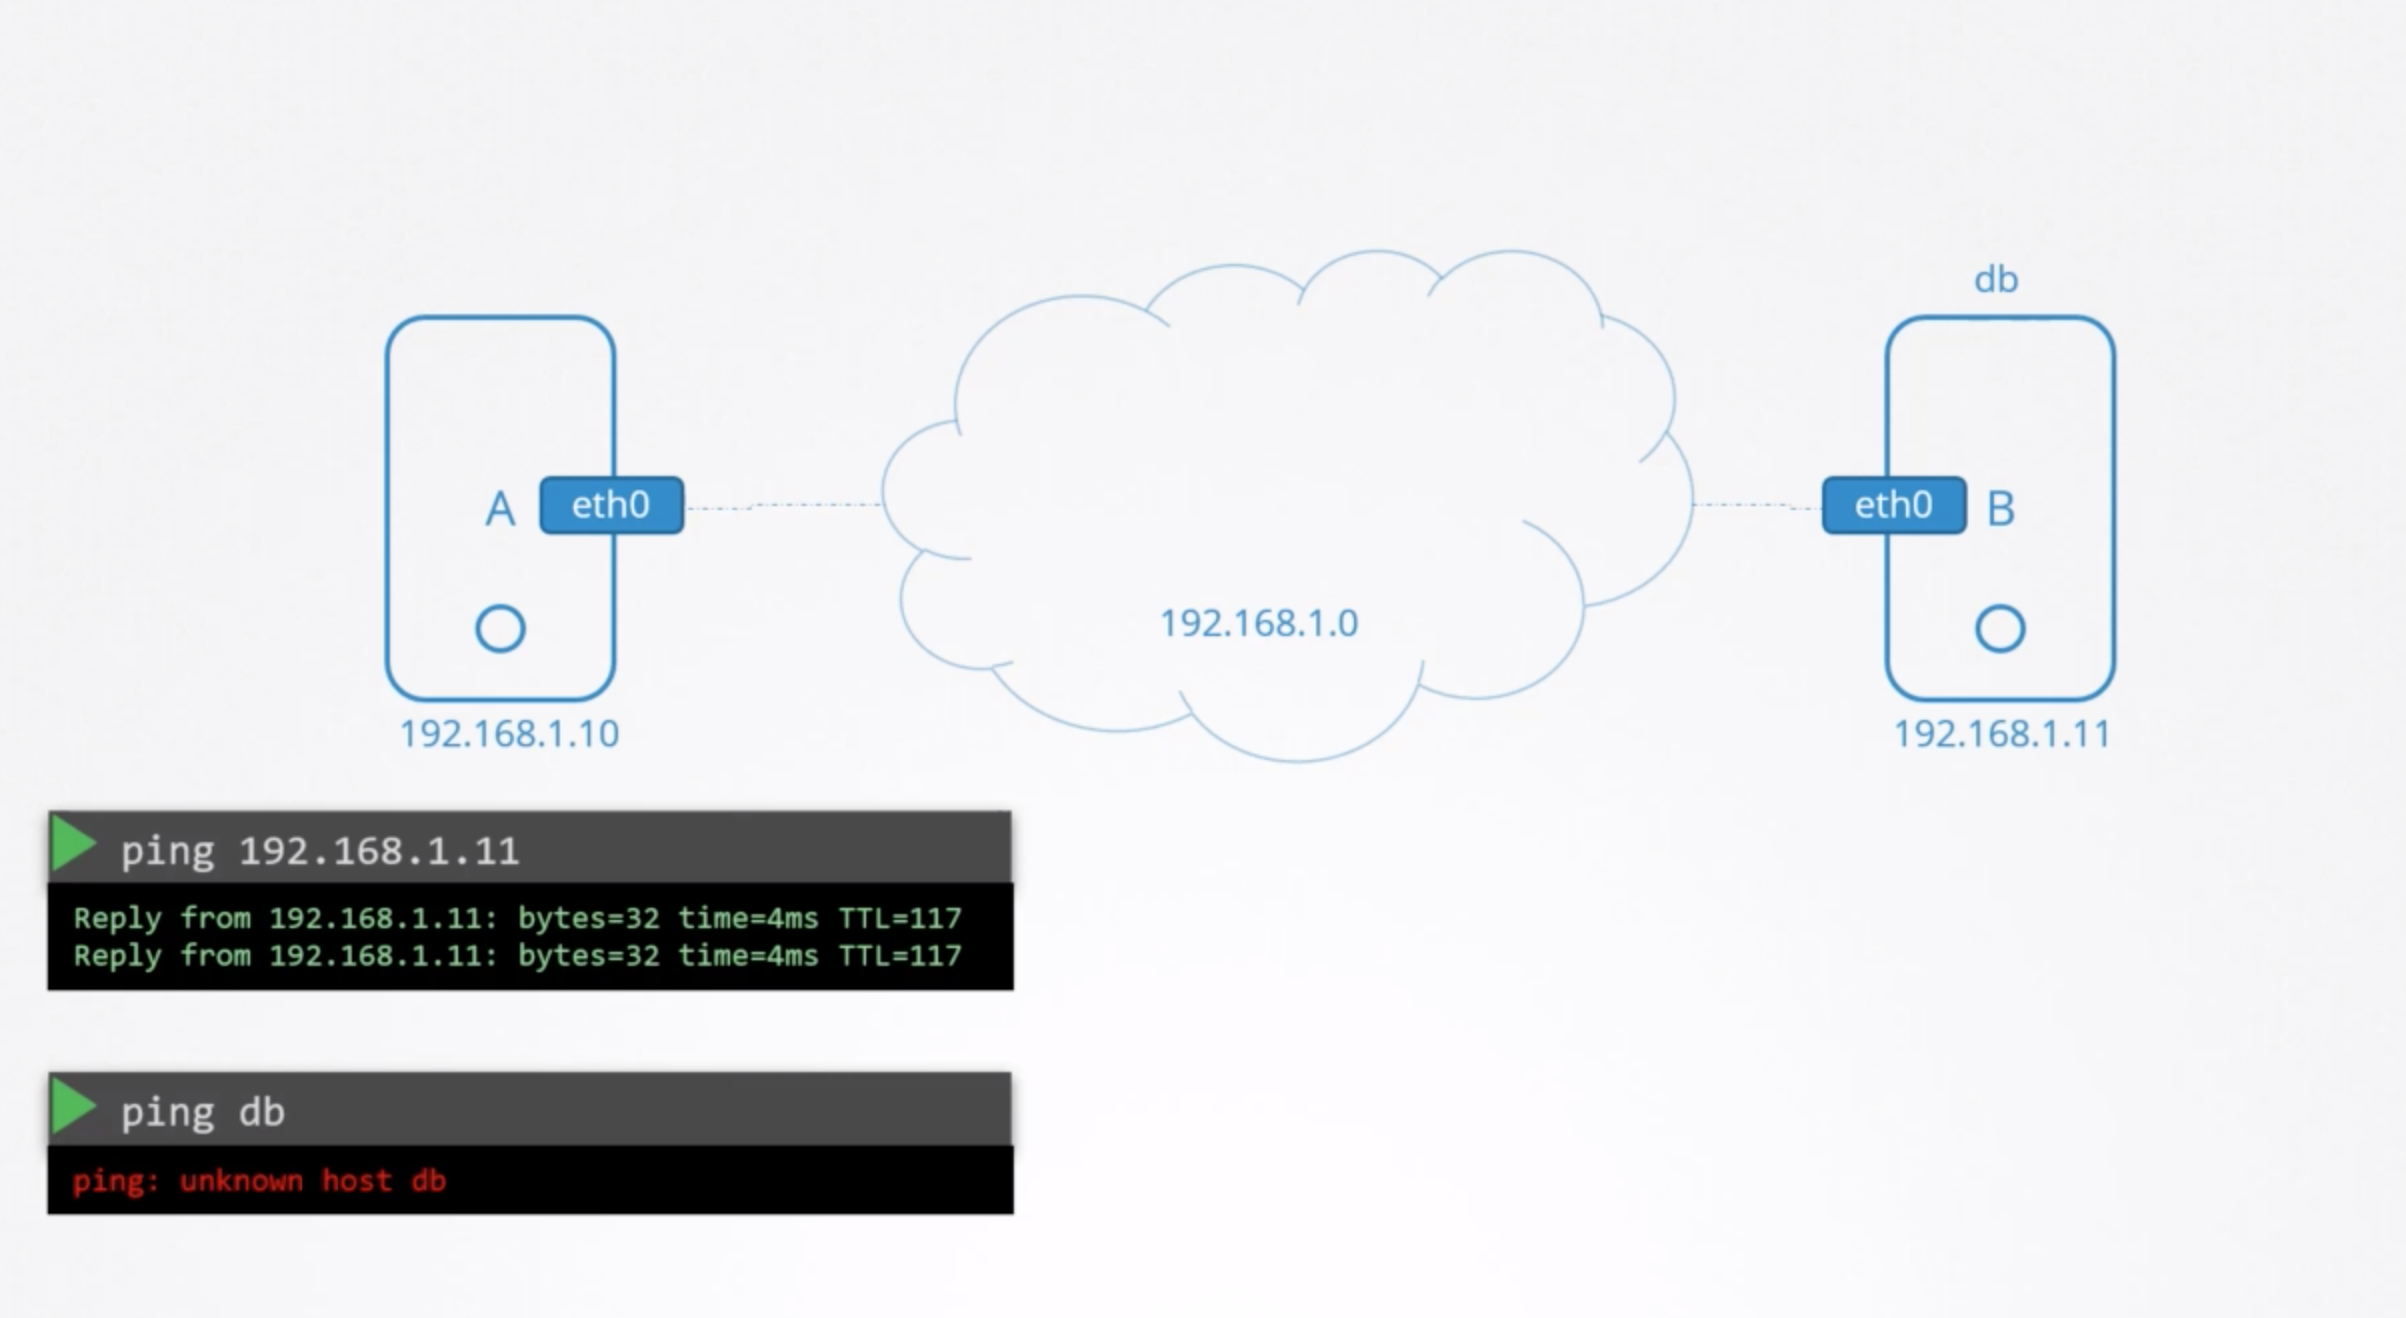 db
A
eth0
eth0
B
192.168.1.0
192.168.1.10
192.168.1.11
ping 192.168.1.11
Reply from 192.168.1.11: bytes=32 time=4ms TTL=117
Reply from 192.168.1.11: bytes=32 time=4ms TTL=117
ping db
ping: unknown host db